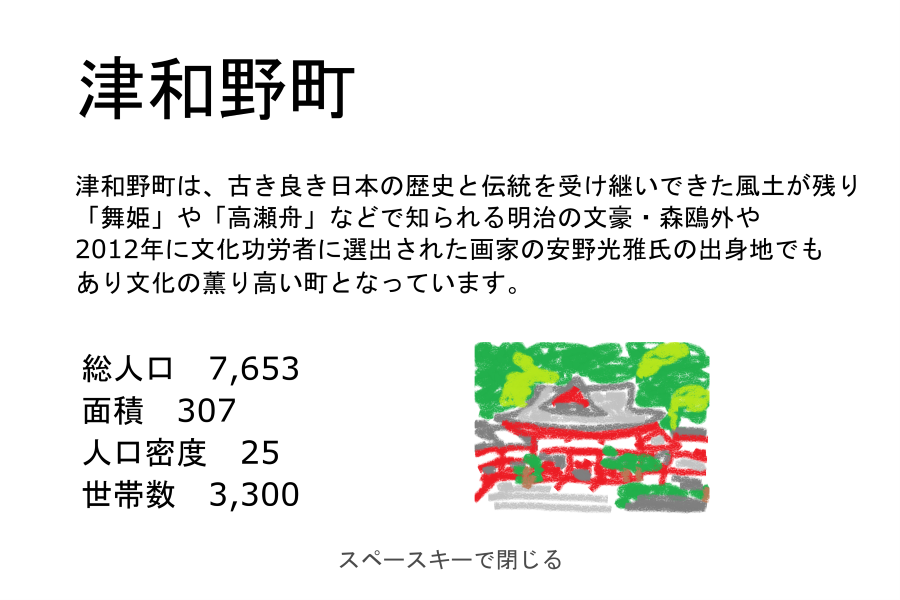 津和野町
津和野町は、古き良き日本の歴史と伝統を受け継いできた風土が残り
「舞姫」や「高瀬舟」などで知られる明治の文豪・森鴎外や
2012年に文化功労者に選出された画家の安野光雅氏の出身地でも
あり文化の薫り高い町となっています。
総人口　7,653
面積　307
人口密度　25
世帯数　3,300
スペースキーで閉じる